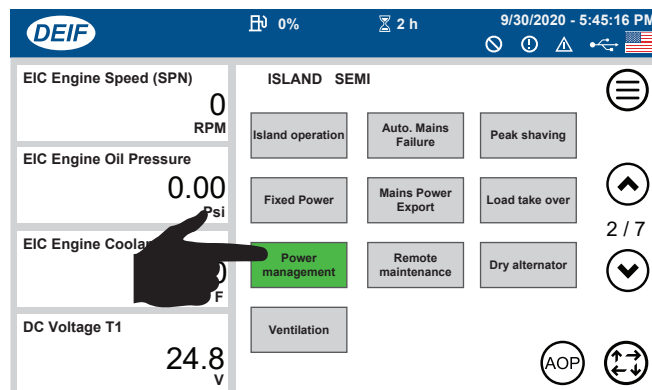 DEIF
0%
2 h
9/30/2020 - 5:45:16 PM
EIC Engine Speed (SPN)
0
RPM
EIC Engine Oil Pressure
0.00
Psi
EIC Engine
F
DC Voltage T1
24.8
V
ISLAND SEMI
Island operation
Auto. Mains
Failure
Peak shaving
Fixed Power
Mains Power
Export
Load take over
Power
management
Remote
maintenance
Dry alternator
Ventilation
2 / 7
AOP